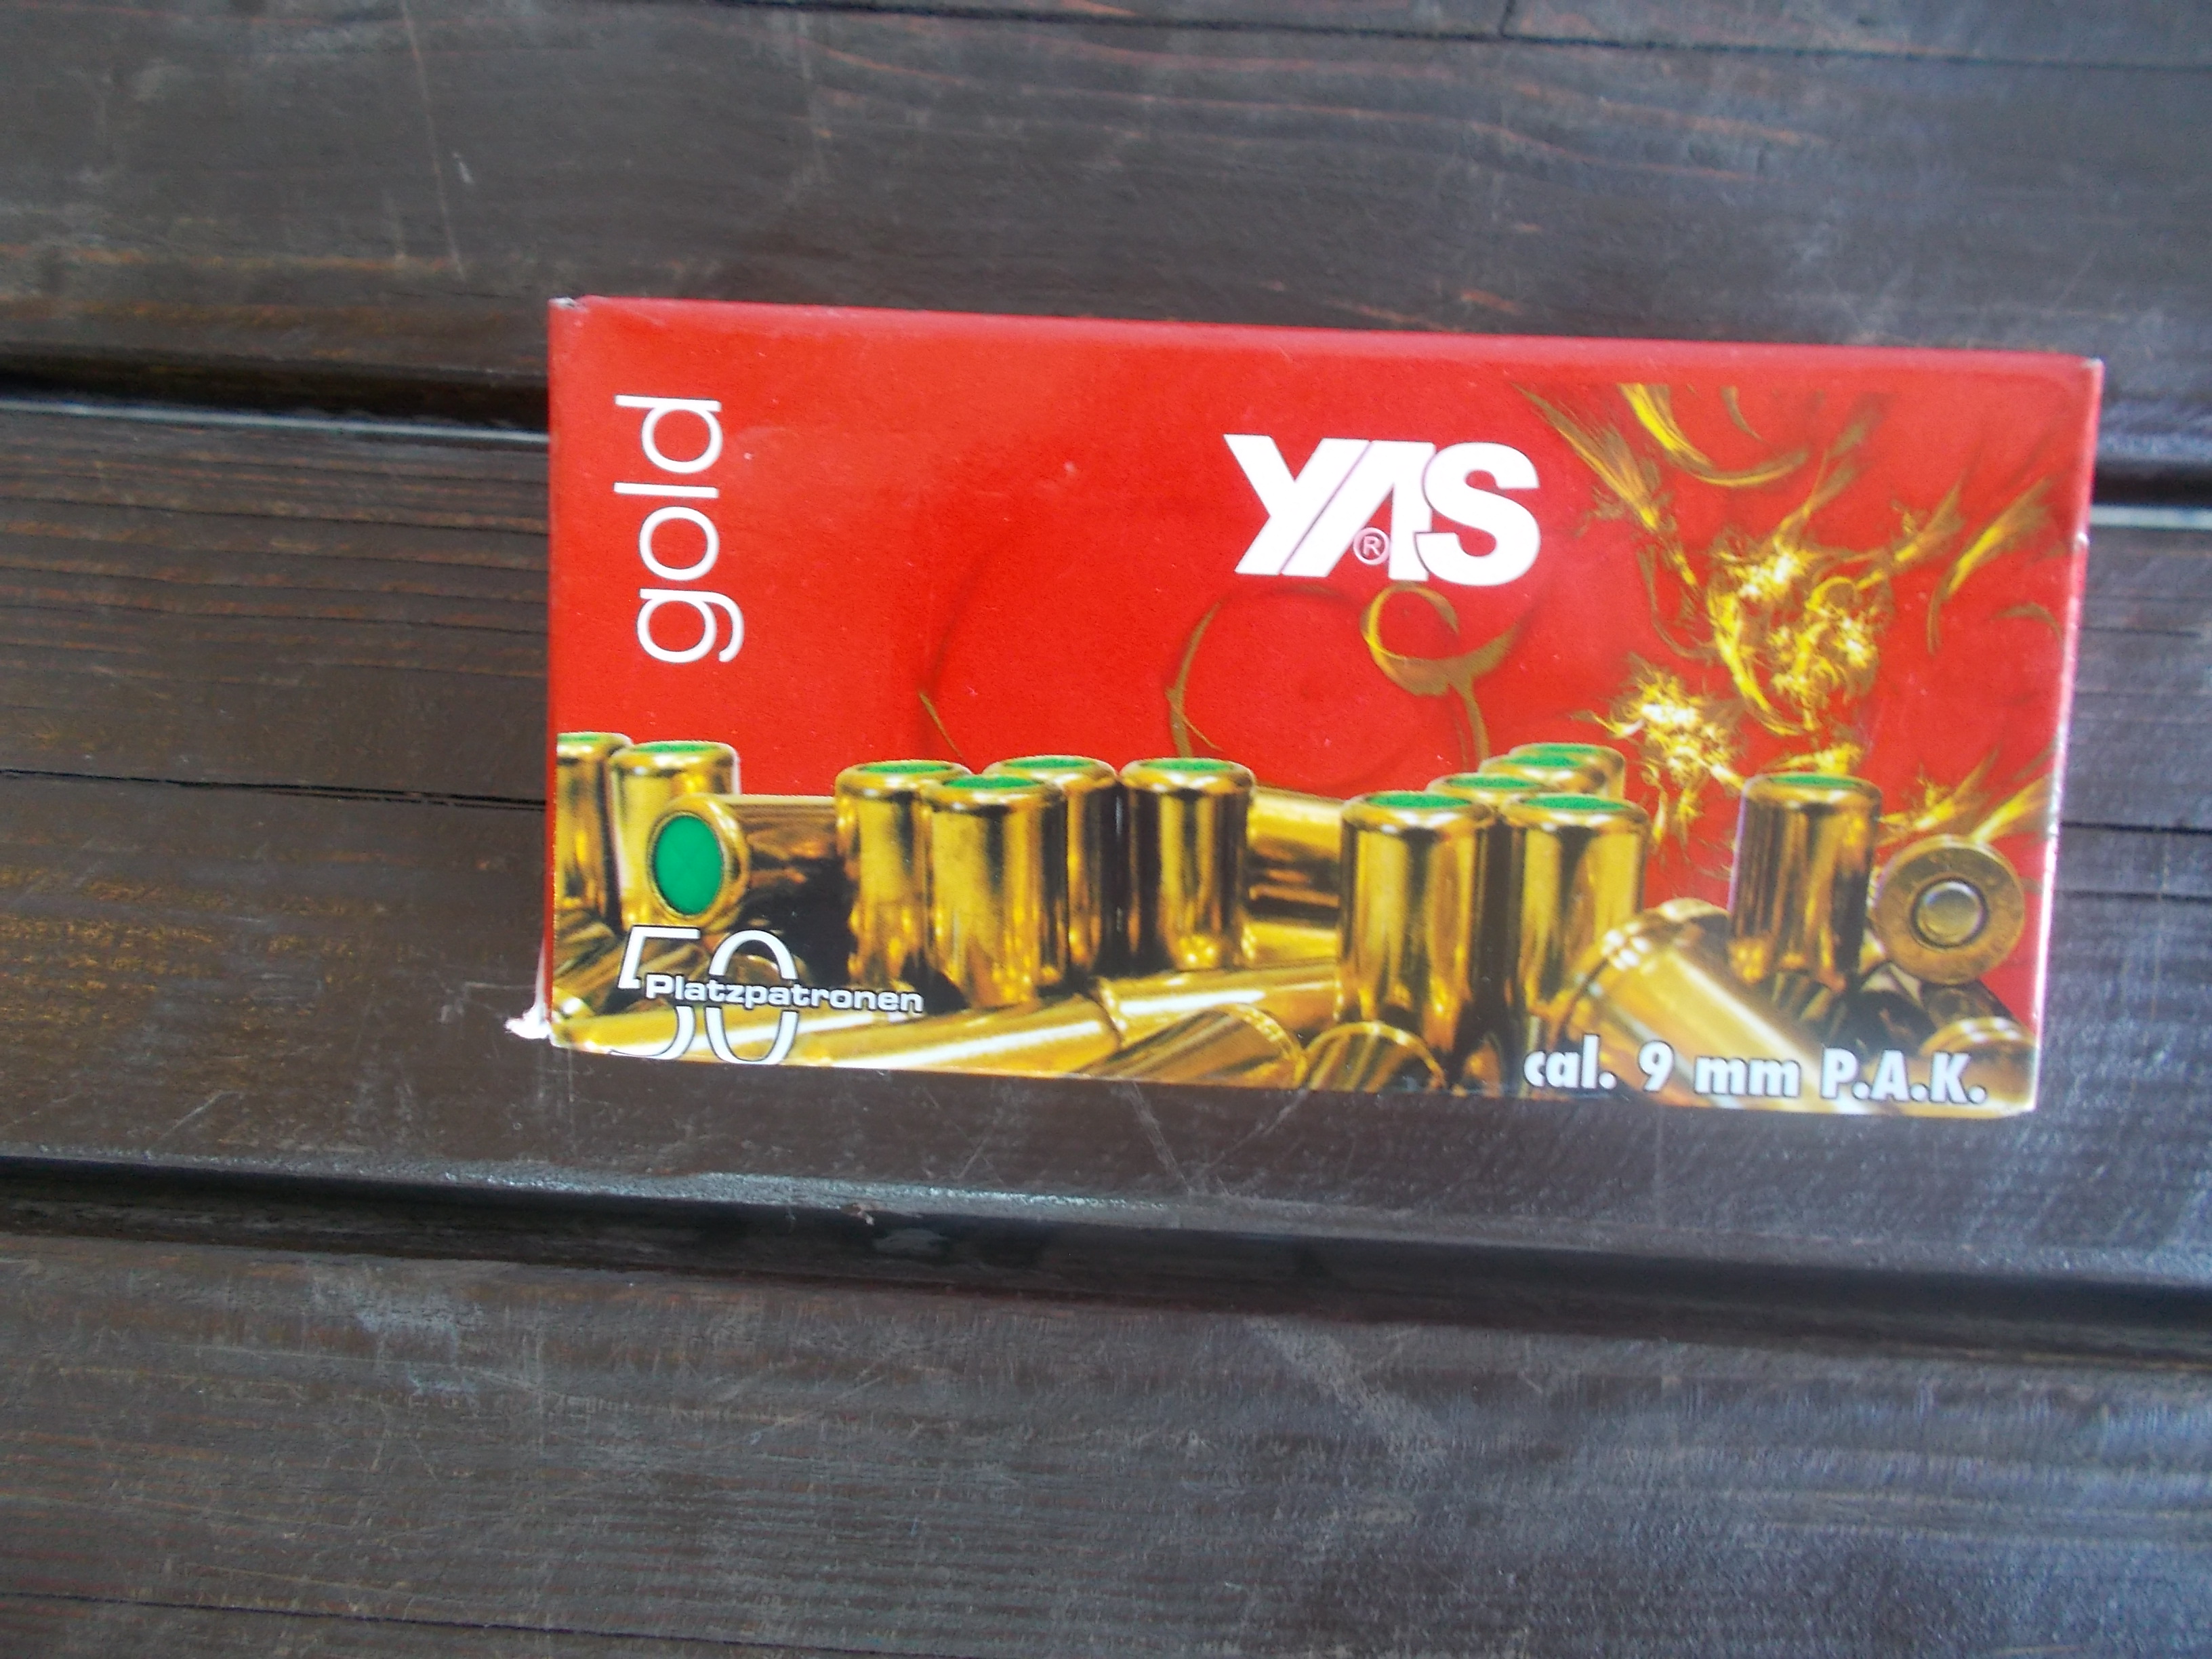 gold
YAS
®
50
Platzpatronen
cal. 9 mm P.A.K.